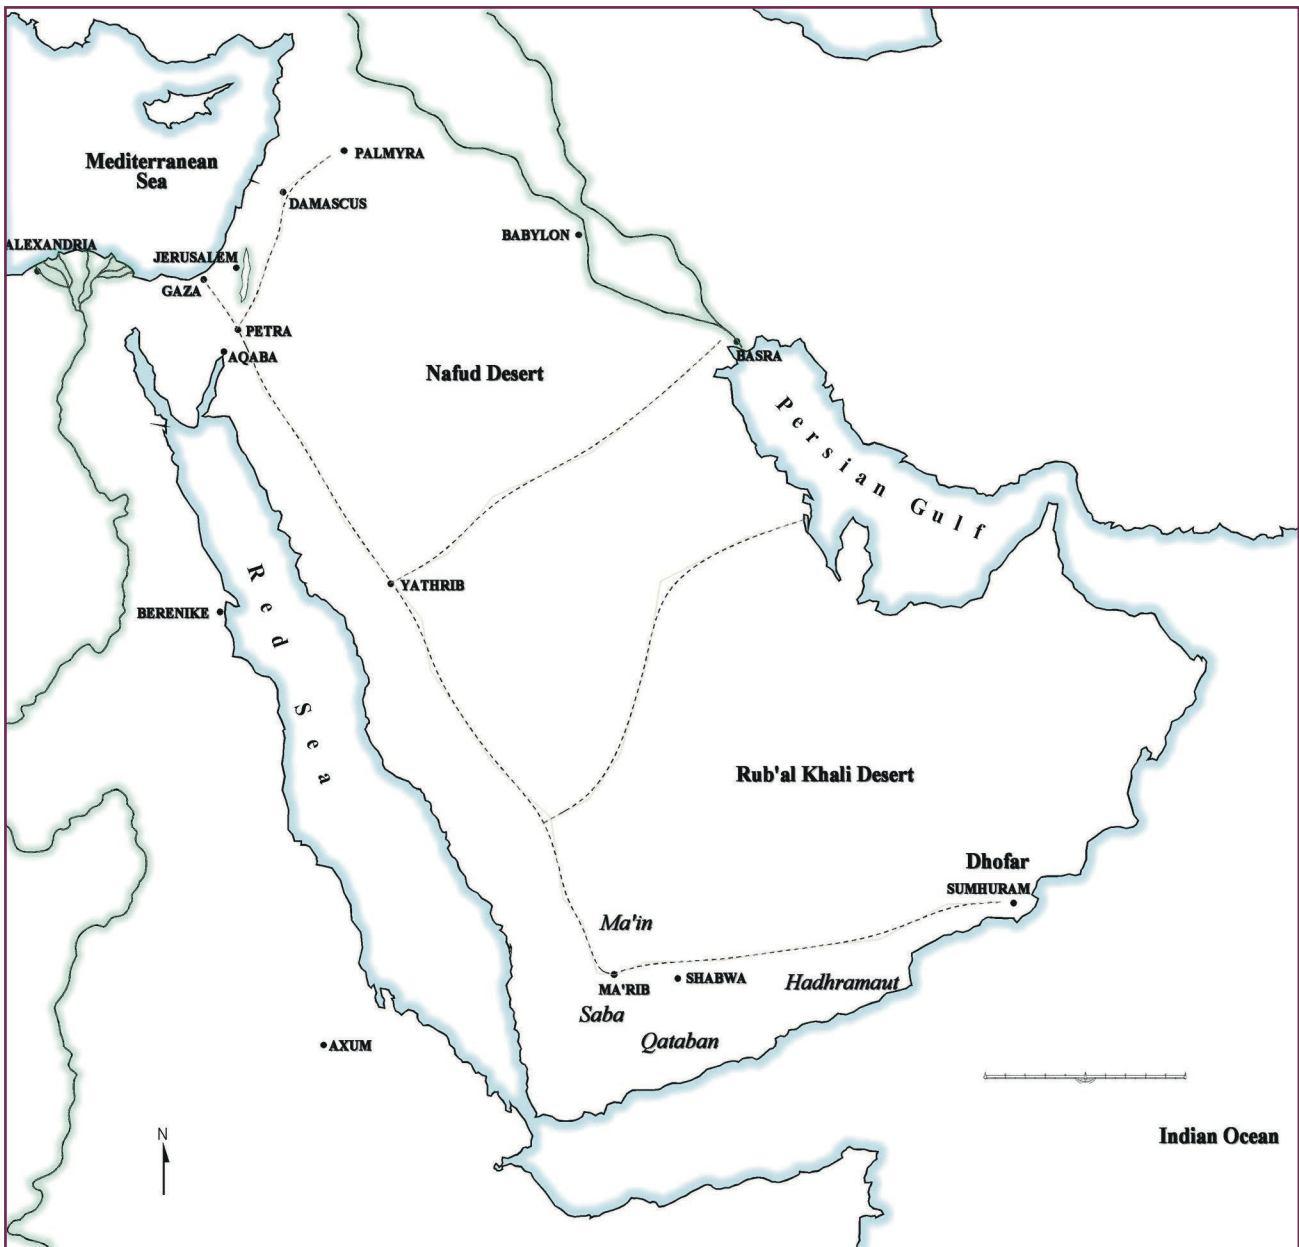 PALMYRA
Mediterranean
Sea
DAMASCUS
BABYLON
ALEXANDRIA
JERUSALEM
GAZA
PETRA
AQABA
BASRA
Nafud Desert
Persian Gulf
YATHRIB
BERENIKE
Red Sea
Rub'al Khali Desert
Dhofar
SUMHURAM
Ma'in
SHABWA
Hadhramaut
MA'RIB
Saba
Qataban
AXUM
N
Indian Ocean